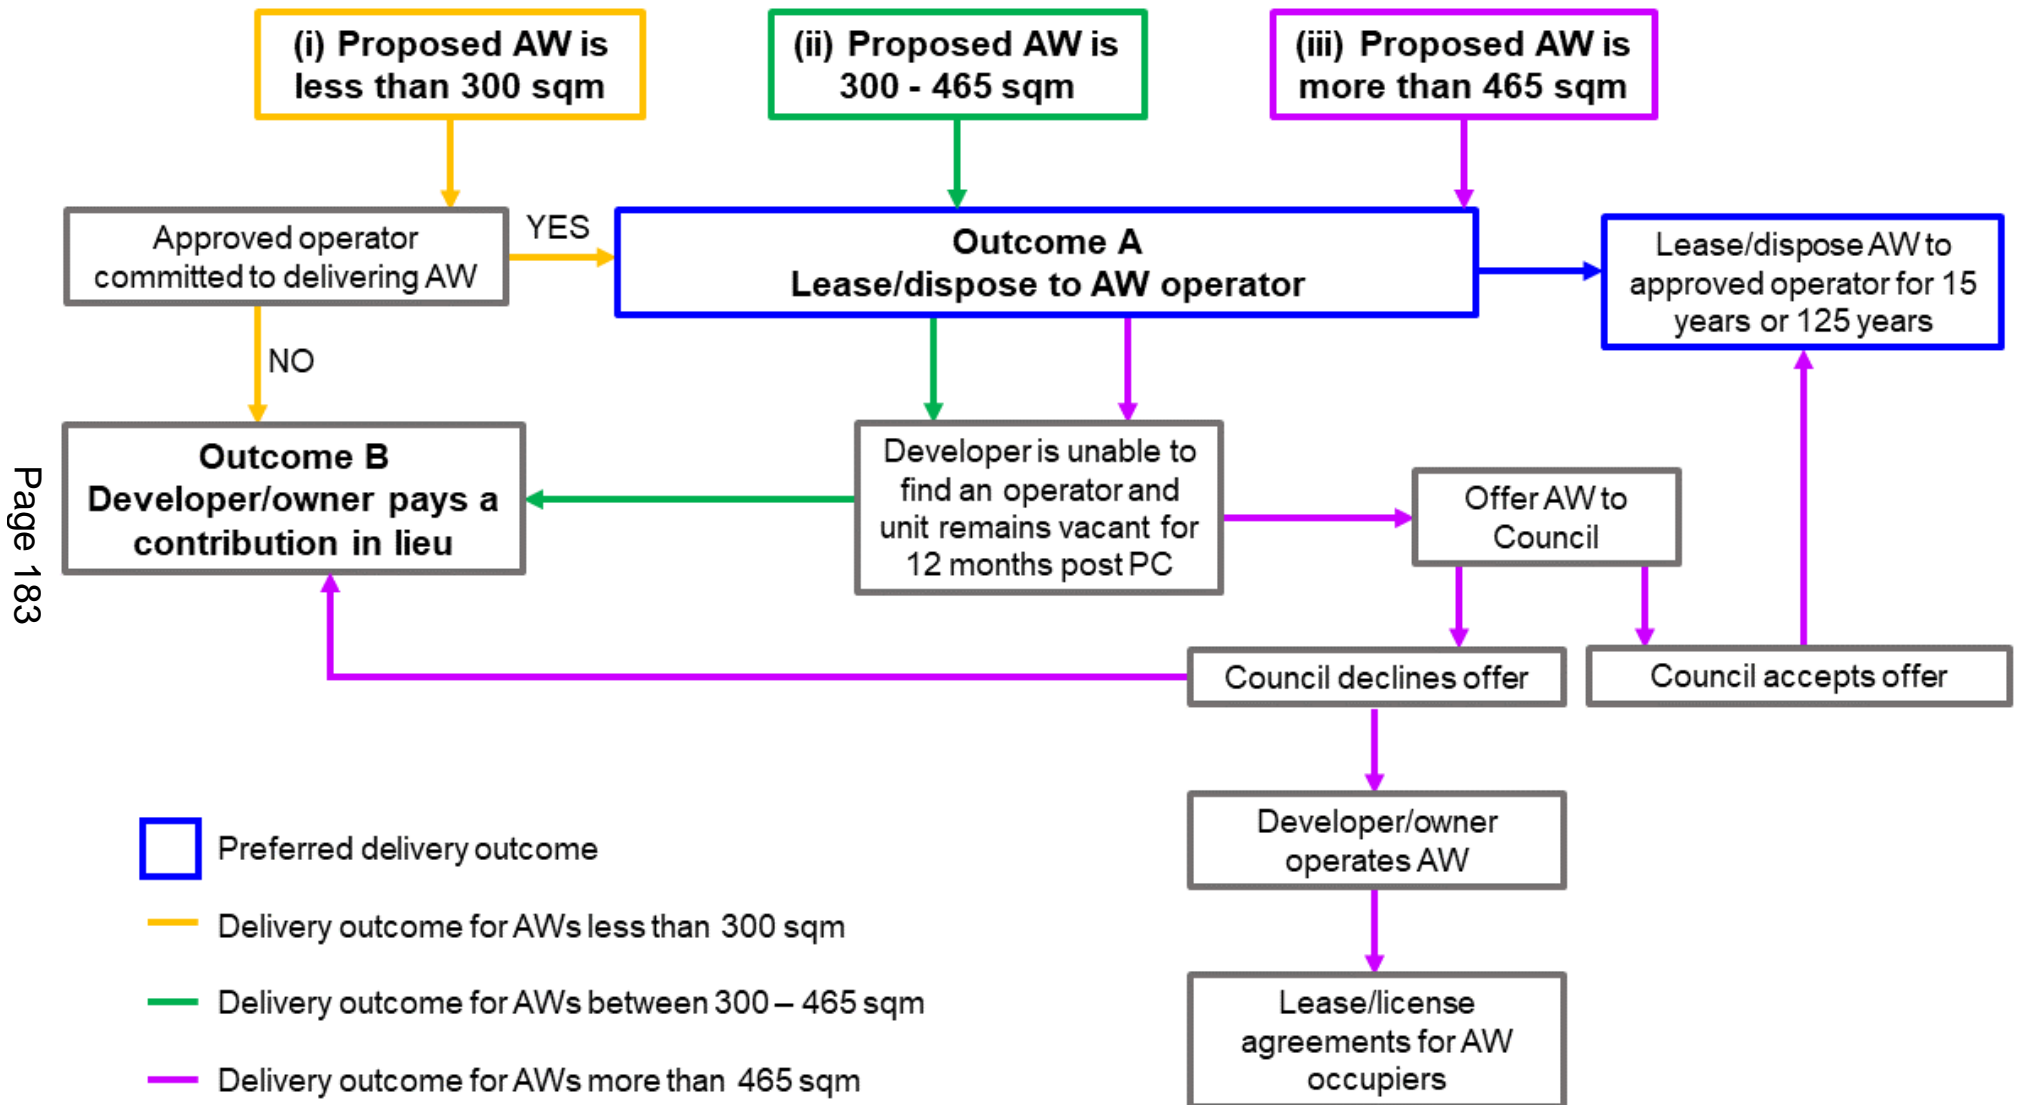 (i) Proposed AW is
less than 300 sqm
(ii) Proposed AW is
300 - 465 sqm
(iii) Proposed AW is
more than 465 sqm
Approved operator
committed to delivering AW
YES
Outcome A
Lease/dispose to AW operator
Lease/dispose AW to
approved operator for 15
years or 125 years
NO
Outcome B
Developer/owner pays a
contribution in lieu
Developer is unable to
find an operator and
unit remains vacant for
12 months post PC
Offer AW to
Council
Council declines offer
Council accepts offer
Developer/owner
operates AW
Lease/license
agreements for AW
occupiers
Preferred delivery outcome
Delivery outcome for AWs less than 300 sqm
Delivery outcome for AWs between 300 – 465 sqm
Delivery outcome for AWs more than 465 sqm
Page 183